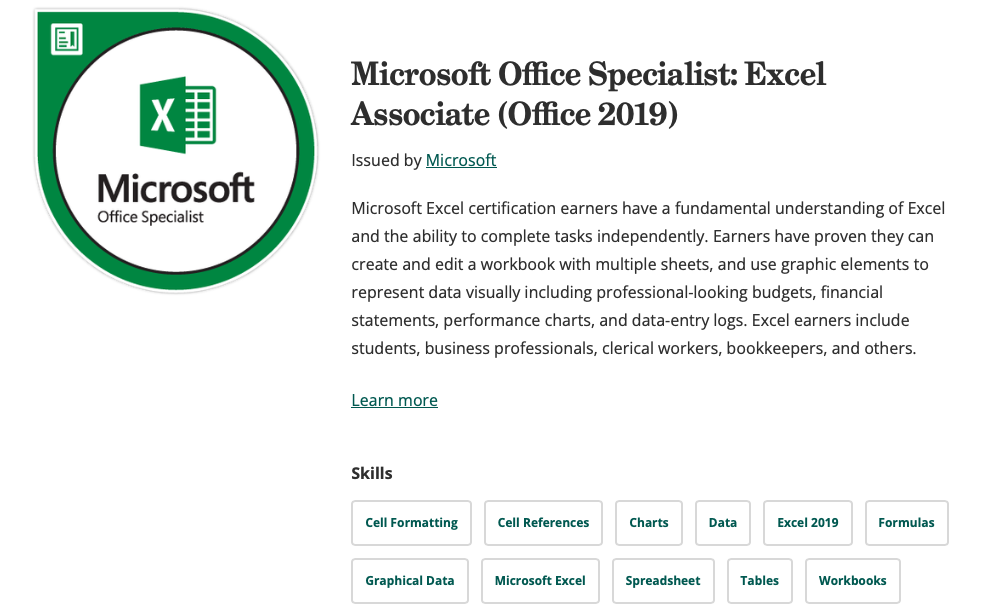 X
Microsoft
Office Specialist
Microsoft Office Specialist: Excel
Associate (Office 2019)
Issued by Microsoft
Microsoft Excel certification earners have a fundamental understanding of Excel
and the ability to complete tasks independently. Earners have proven they can
create and edit a workbook with multiple sheets, and use graphic elements to
represent data visually including professional-looking budgets, financial
statements, performance charts, and data-entry logs. Excel earners include
students, business professionals, clerical workers, bookkeepers, and others.
Learn more
Skills
Cell Formatting Cell References Charts Data Excel 2019 Formulas
Graphical Data Microsoft Excel Spreadsheet Tables Workbooks